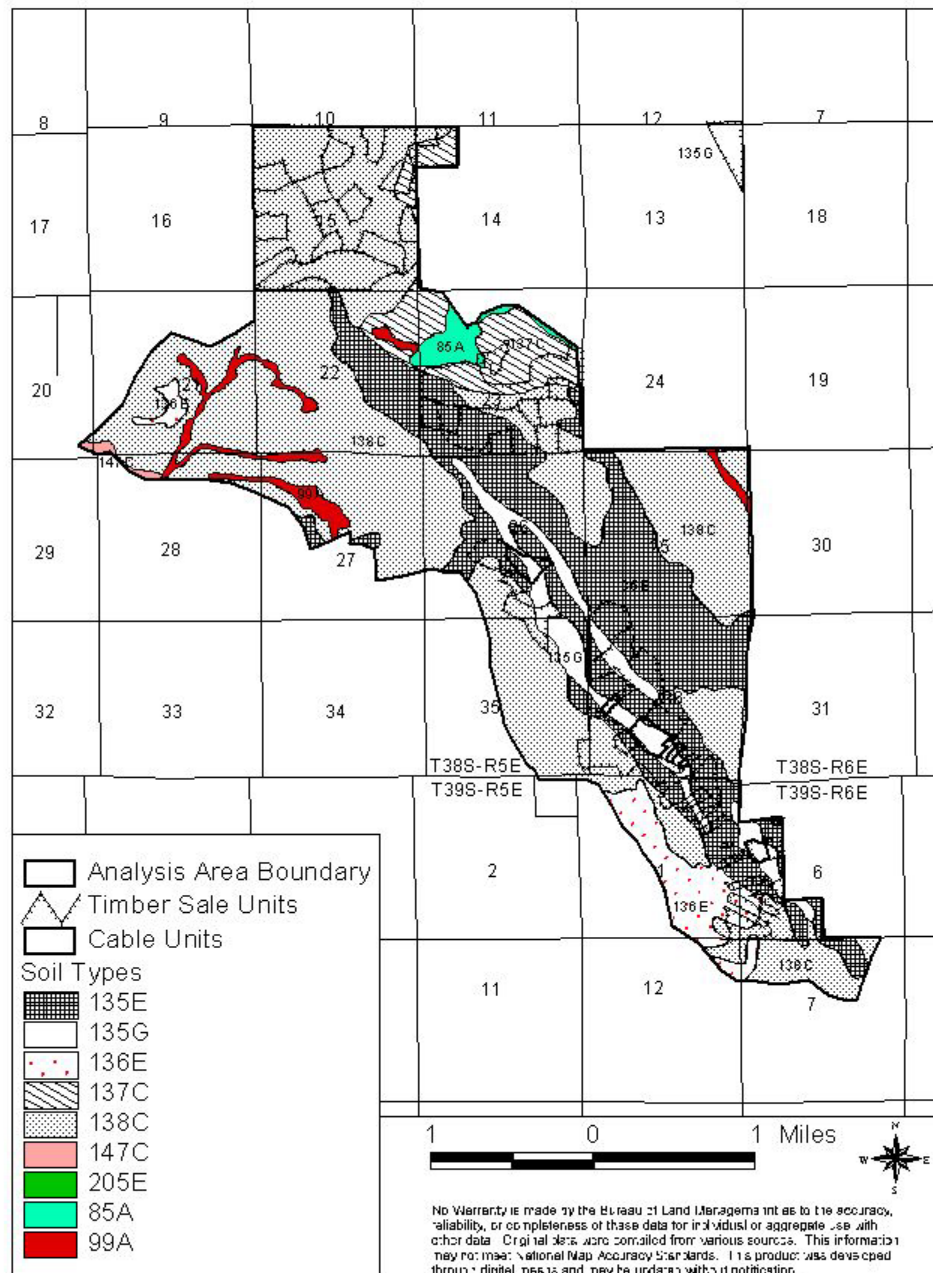 8 9 10 11 12 7
135G
17 16 15 14 13 18
85A 137C
20 22 24 19
136E 138C
147C
99A 138C
29 28 27 30
135G
32 33 34 35 31
T38S-R5E T38S-R6E
T39S-R5E T39S-R6E
2 6
136E
11 12 138C 7
Analysis Area Boundary
Timber Sale Units
Cable Units
Soil Types
135E
135G
136E
137C
138C
147C
205E
85A
99A
1 0 1 Miles
N
W E
S
No Warranty is made by the Bureau of Land Management as to the accuracy,
reliability, or completeness of these data for individual or aggregate use with
other data. Original data were compiled from various sources. This information
may not meet National Map Accuracy Standards. This product was developed
through digital means and may be updated without notification.